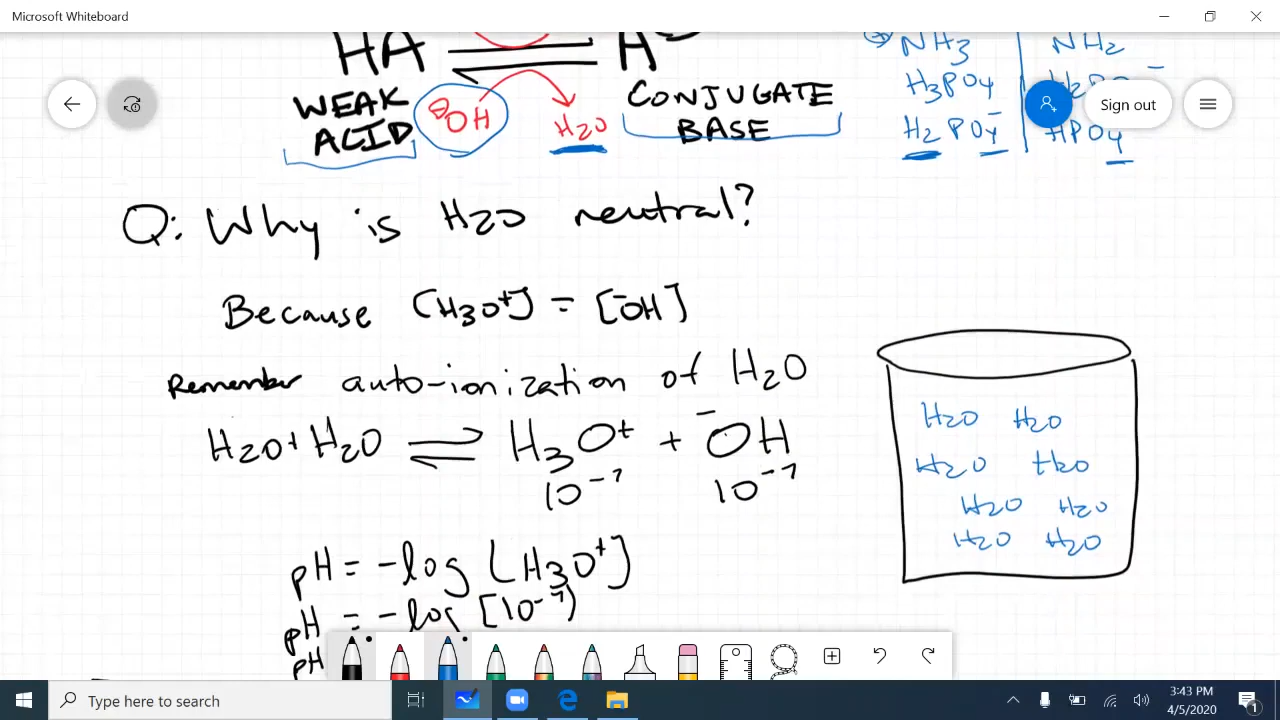 Microsoft Whiteboard
HA ⇌ A
WEAK ACID
⊖OH
H2O
CONJUGATE BASE
NH3 | NH2
H3PO4
H2PO4⁻ | HPO4
Sign out
Q: Why is H2O neutral?
Because [H3O+] = [⁻OH]
Remember auto-ionization of H2O
H2O + H2O ⇌ H3O+ + ⁻OH
10⁻⁷ 10⁻⁷
pH = -log [H3O+]
pH = -log [10⁻⁷)
pH
H2O H2O
H2O H2O
H2O H2O
H2O H2O
Type here to search
3:43 PM
4/5/2020
1